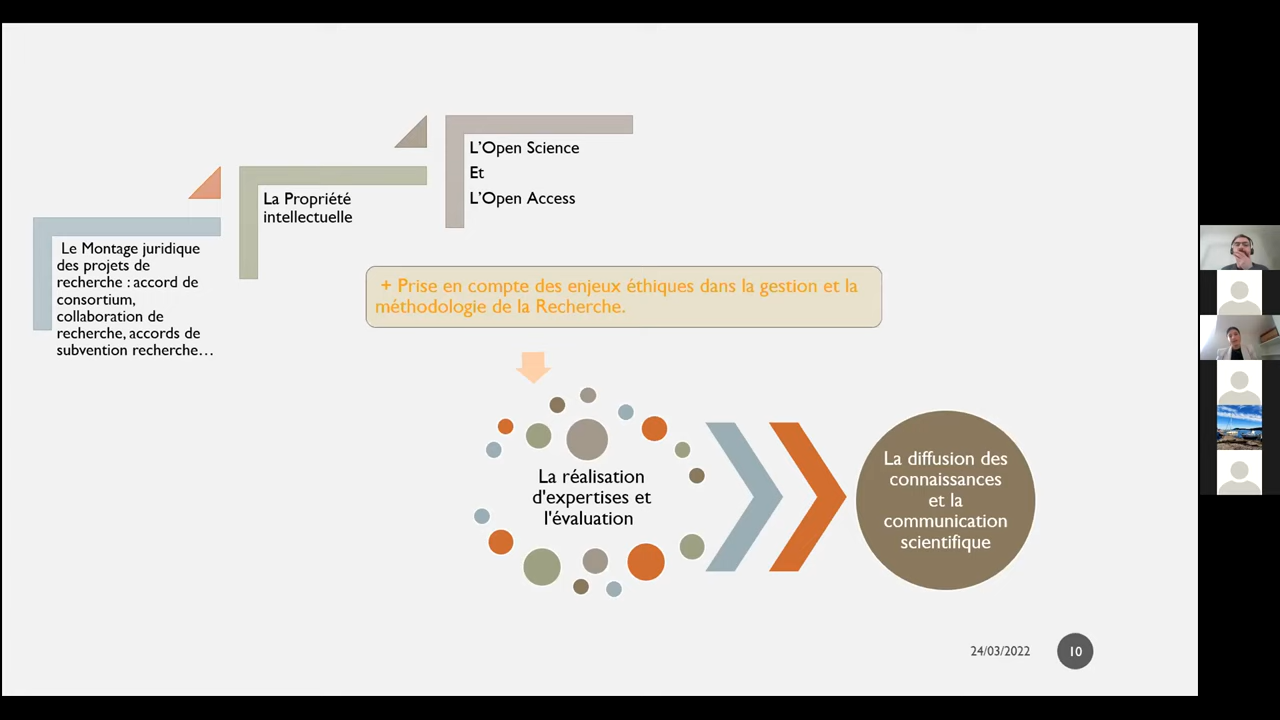 L'Open Science
Et
L'Open Access
La Propriété
intellectuelle
Le Montage juridique
des projets de
recherche : accord de
consortium,
collaboration de
recherche, accords de
subvention recherche…
+ Prise en compte des enjeux éthiques dans la gestion et la
méthodologie de la Recherche.
La réalisation
d'expertises et
l'évaluation
La diffusion des
connaissances
et la
communication
scientifique
24/03/2022
10